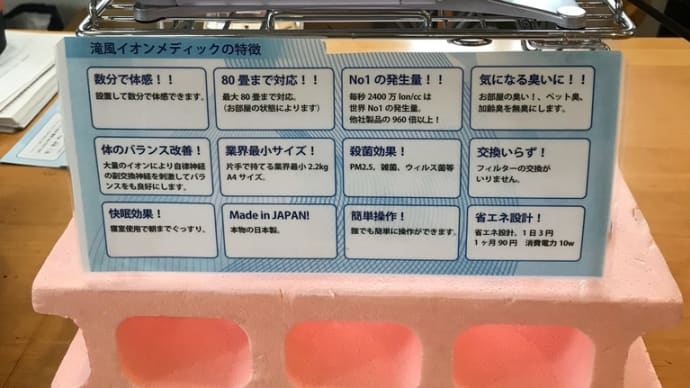 滝風イオンメディックの特徴
数分で体感！！
設置して数分で体感できます。
80畳まで対応！！
最大80畳まで対応。
（お部屋の状態によります）
No1の発生量！！
毎秒2400万ion/ccは
世界No1の発生量。
他社製品の960倍以上！
気になる臭いに！！
お部屋の臭い！、ペット臭、
加齢臭を無臭にします。
体のバランス改善！
大量のイオンにより自律神経
の副交換神経を刺激してバラ
ンスをも良好にします。
業界最小サイズ！
片手で持てる業界最小2.2kg
A4サイズ。
殺菌効果！
PM2.5，雑菌、ウィルス菌等
交換いらず！
フィルターの交換が
いりません。
快眠効果！
寝室使用で朝までぐっすり。
Made in JAPAN!
本物の日本製。
簡単操作！
誰でも簡単に操作ができます。
省エネ設計！
省エネ設計。1日3円
1ヶ月90円　消費電力10w